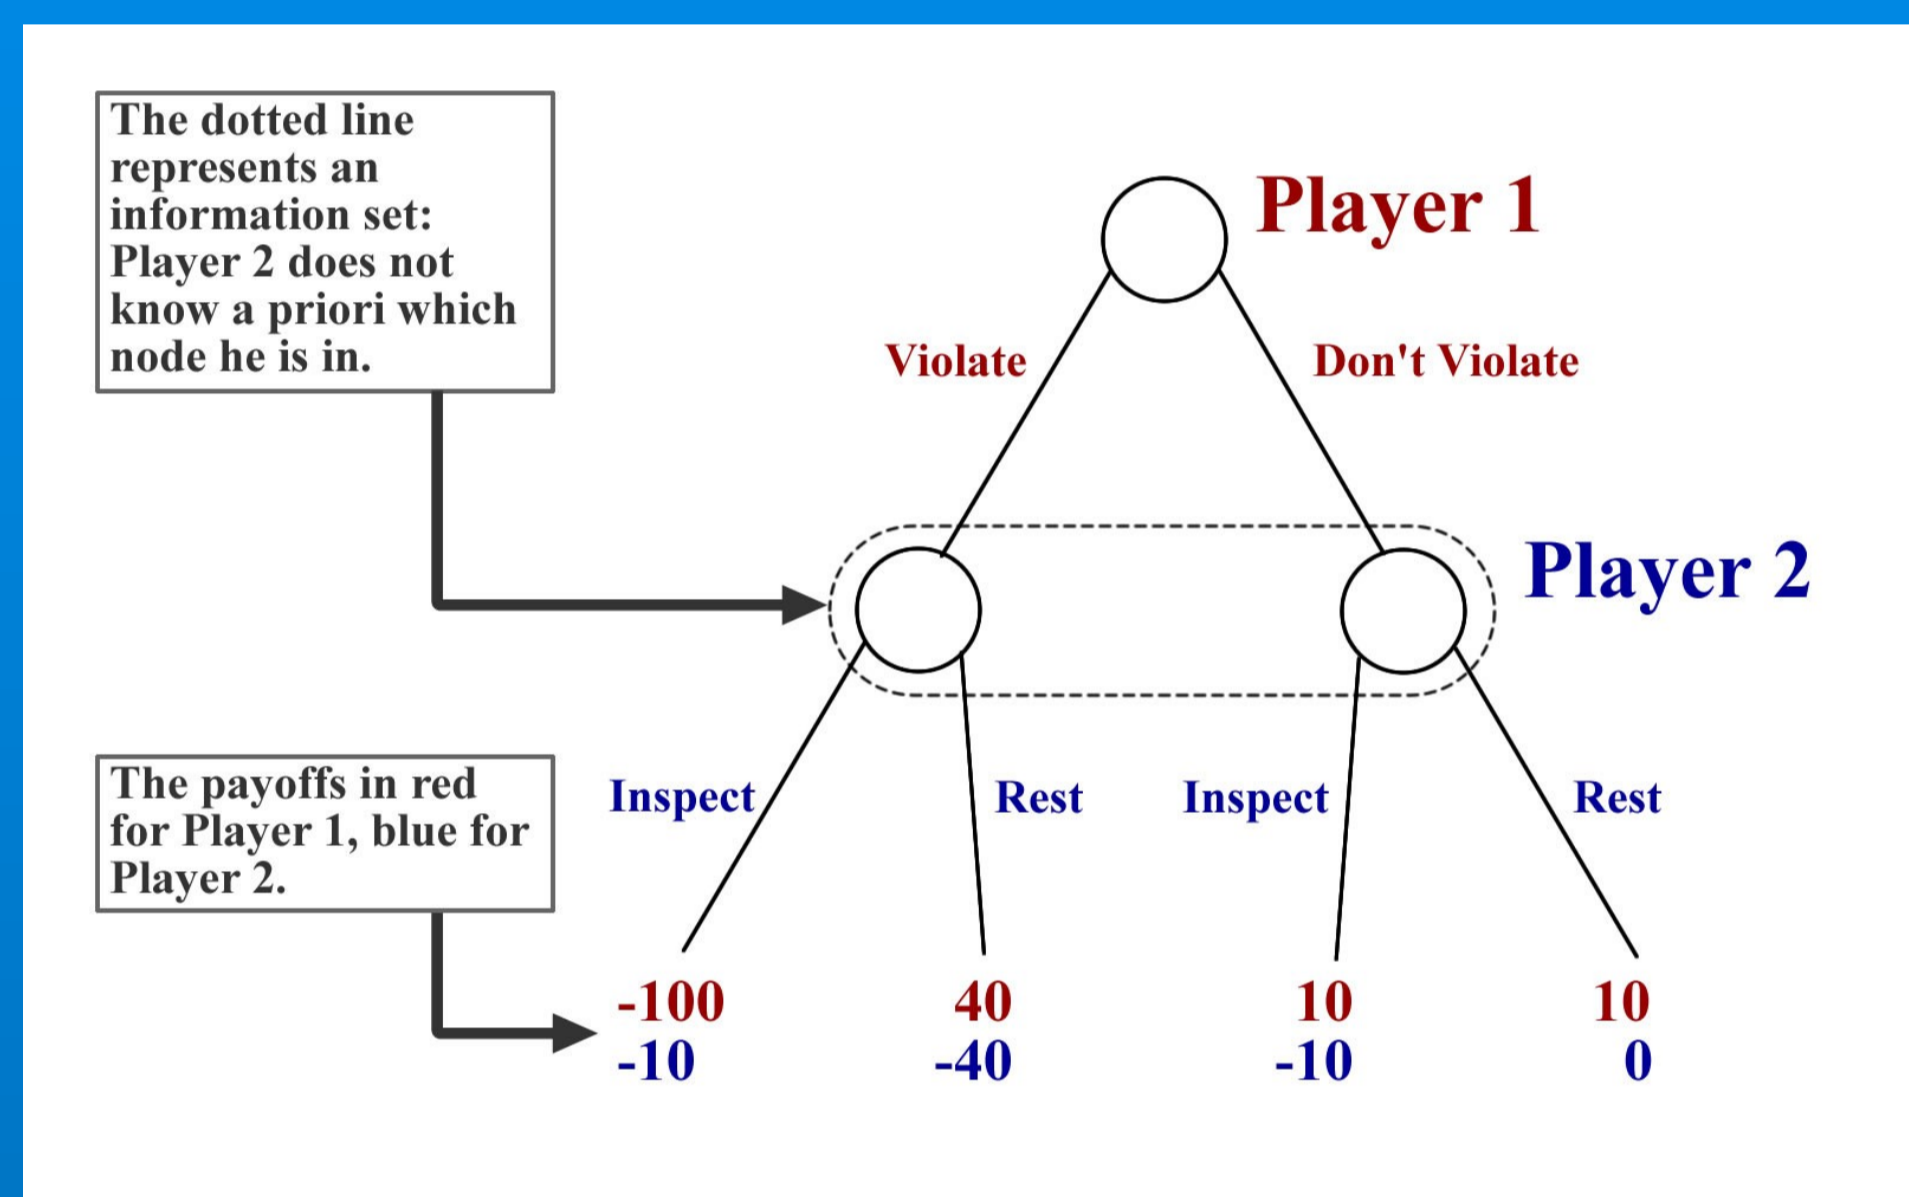 The dotted line
represents an
information set:
Player 2 does not
know a priori which
node he is in.
Player 1
Violate
Don't Violate
Player 2
The payoffs in red
for Player 1, blue for
Player 2.
Inspect
Rest
Inspect
Rest
-100
40
10
10
-10
-40
-10
0